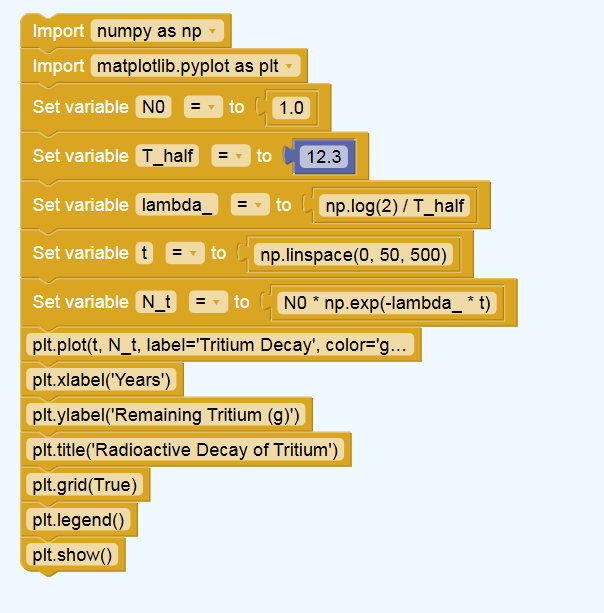 Import numpy as np
Import matplotlib.pyplot as plt
Set variable N0 = to 1.0
Set variable T_half = to 12.3
Set variable lambda_ = to np.log(2) / T_half
Set variable t = to np.linspace(0, 50, 500)
Set variable N_t = to N0 * np.exp(-lambda_ * t)
plt.plot(t, N_t, label='Tritium Decay', color='g...
plt.xlabel('Years')
plt.ylabel('Remaining Tritium (g)')
plt.title('Radioactive Decay of Tritium')
plt.grid(True)
plt.legend()
plt.show()